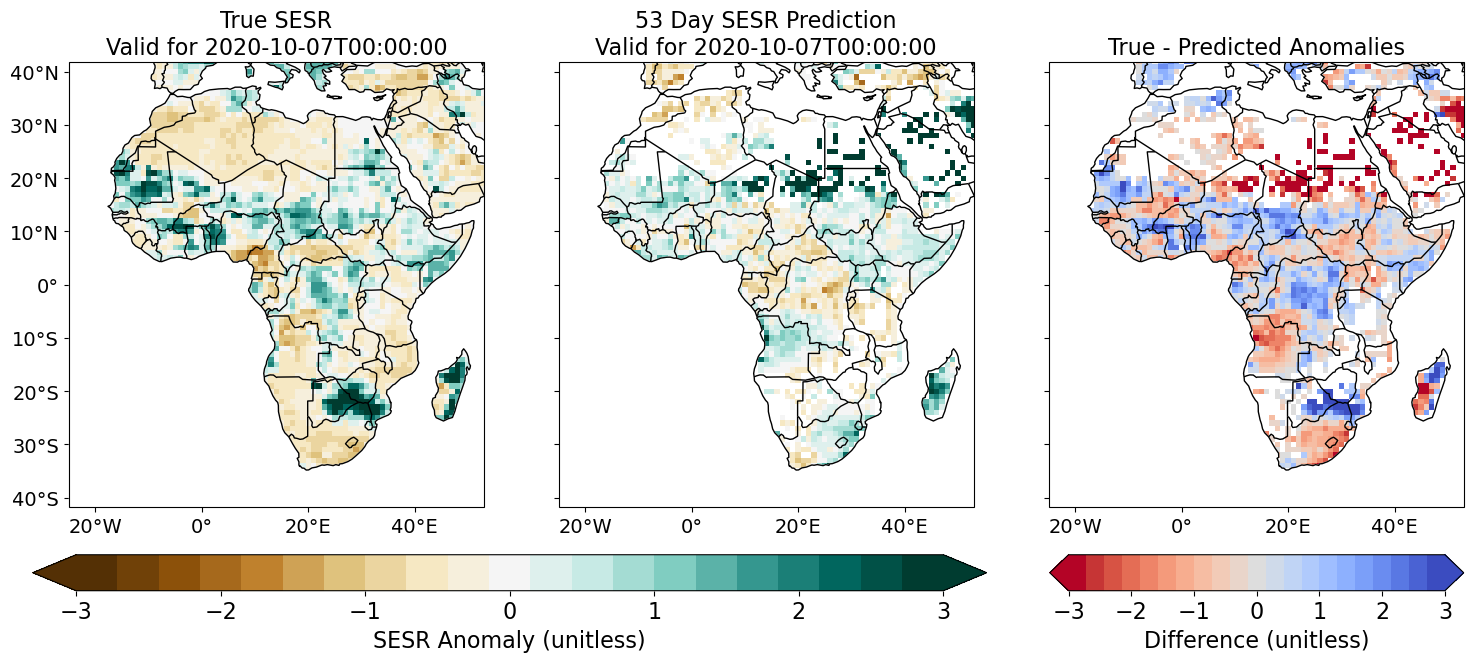 True SESR
Valid for 2020-10-07T00:00:00
53 Day SESR Prediction
Valid for 2020-10-07T00:00:00
True - Predicted Anomalies
40°N
30°N
20°N
10°N
0°
10°S
20°S
30°S
40°S
20°W 0° 20°E 40°E
20°W 0° 20°E 40°E
20°W 0° 20°E 40°E
−3 −2 −1 0 1 2 3
SESR Anomaly (unitless)
−3 −2 −1 0 1 2 3
Difference (unitless)